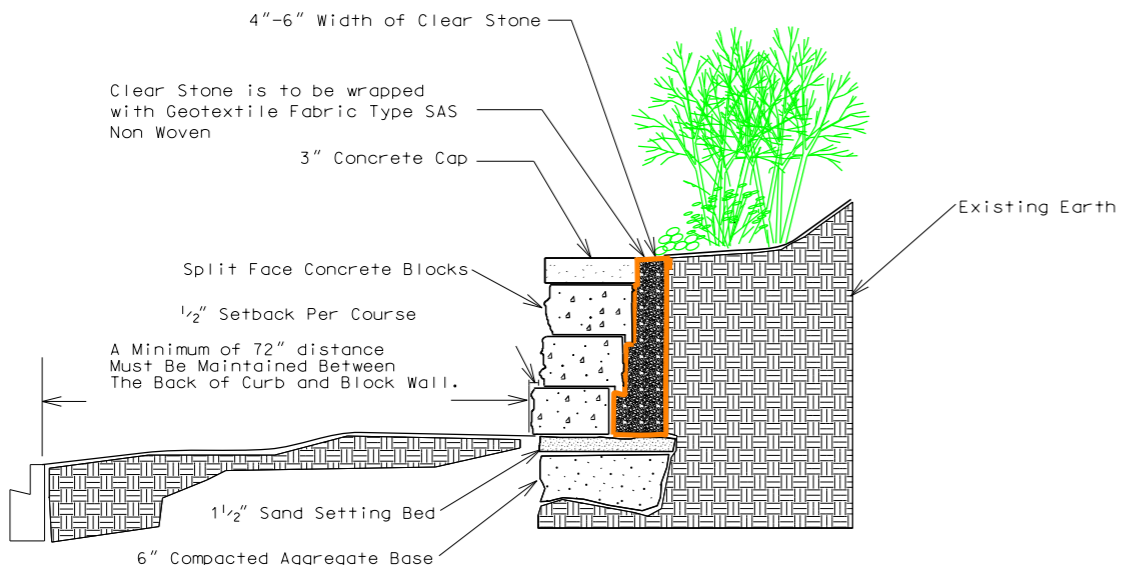 4"-6" Width of Clear Stone
Clear Stone is to be wrapped
with Geotextile Fabric Type SAS
Non Woven
3" Concrete Cap
Existing Earth
Split Face Concrete Blocks
1/2" Setback Per Course
A Minimum of 72" distance
Must Be Maintained Between
The Back of Curb and Block Wall.
1 1/2" Sand Setting Bed
6" Compacted Aggregate Base